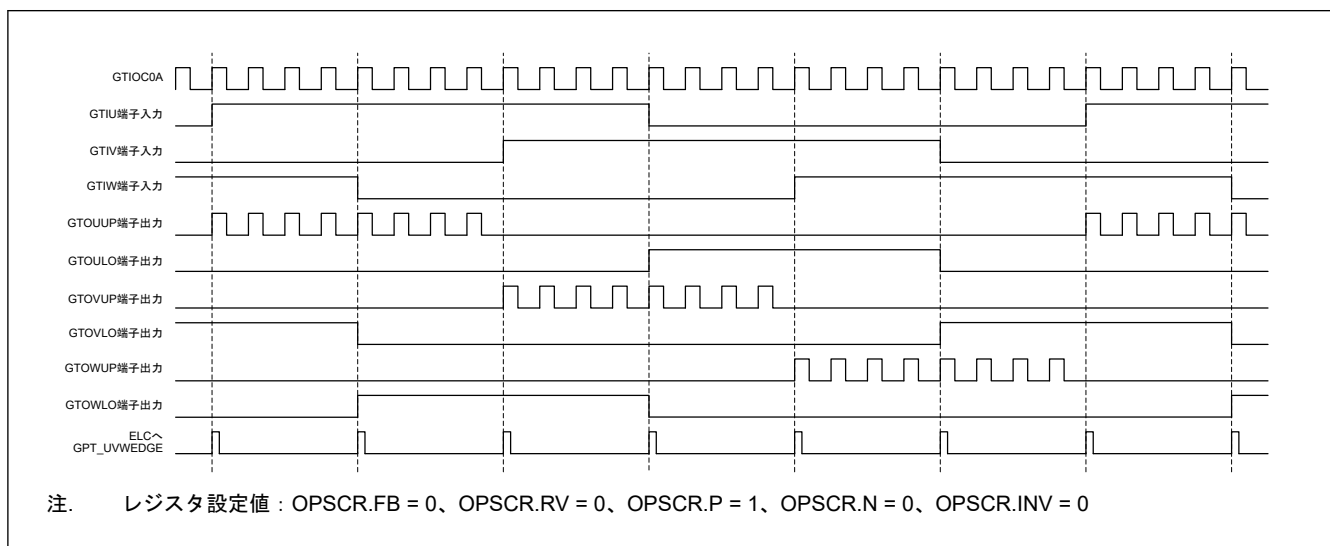 GTIOC0A
GTIU端子入力
GTIV端子入力
GTIW端子入力
GTOUUP端子出力
GTOULO端子出力
GTOVUP端子出力
GTOVLO端子出力
GTOWUP端子出力
GTOWLO端子出力
ELCへ
GPT_UVWEDGE
注. レジスタ設定値：OPSCR.FB = 0、OPSCR.RV = 0、OPSCR.P = 1、OPSCR.N = 0、OPSCR.INV = 0